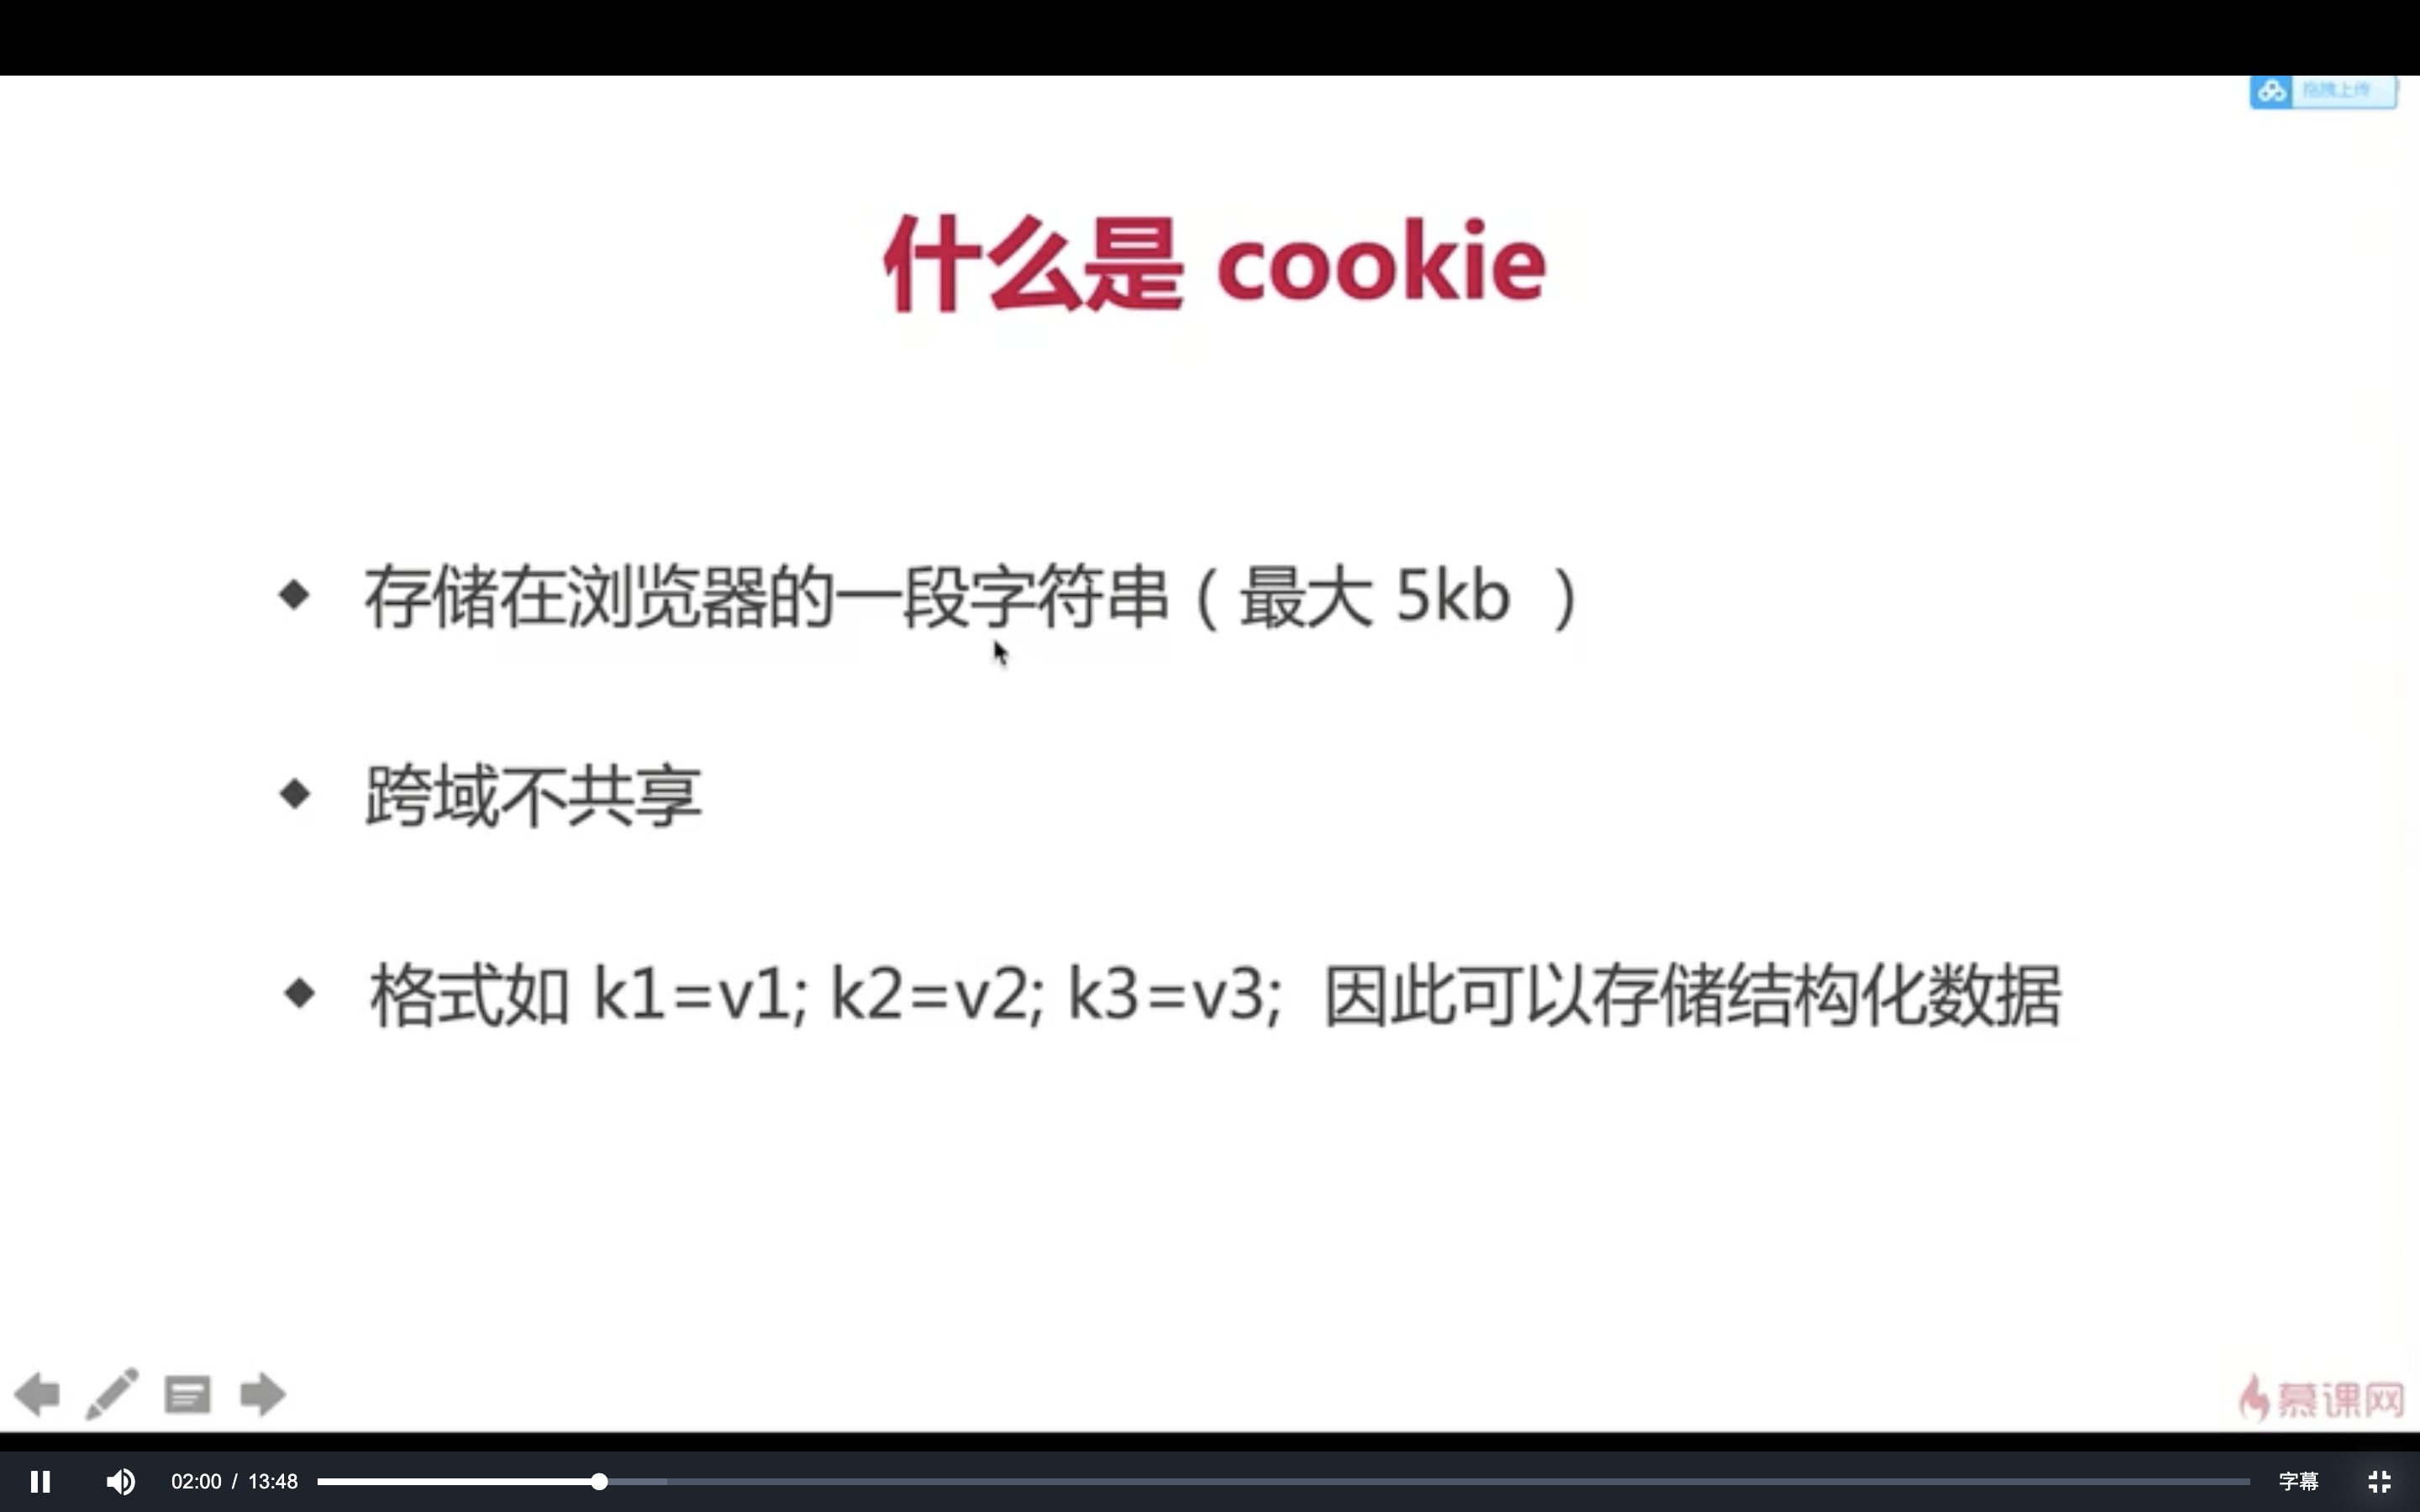 拖拽上传
什么是 cookie
存储在浏览器的一段字符串（最大 5kb ）
跨域不共享
格式如 k1=v1; k2=v2; k3=v3; 因此可以存储结构化数据
慕课网
02:00 / 13:48
字幕